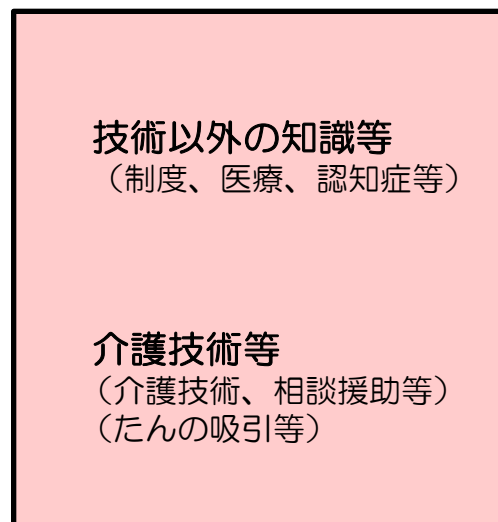 技術以外の知識等
（制度、医療、認知症等）
介護技術等
（介護技術、相談援助等）
（たんの吸引等）